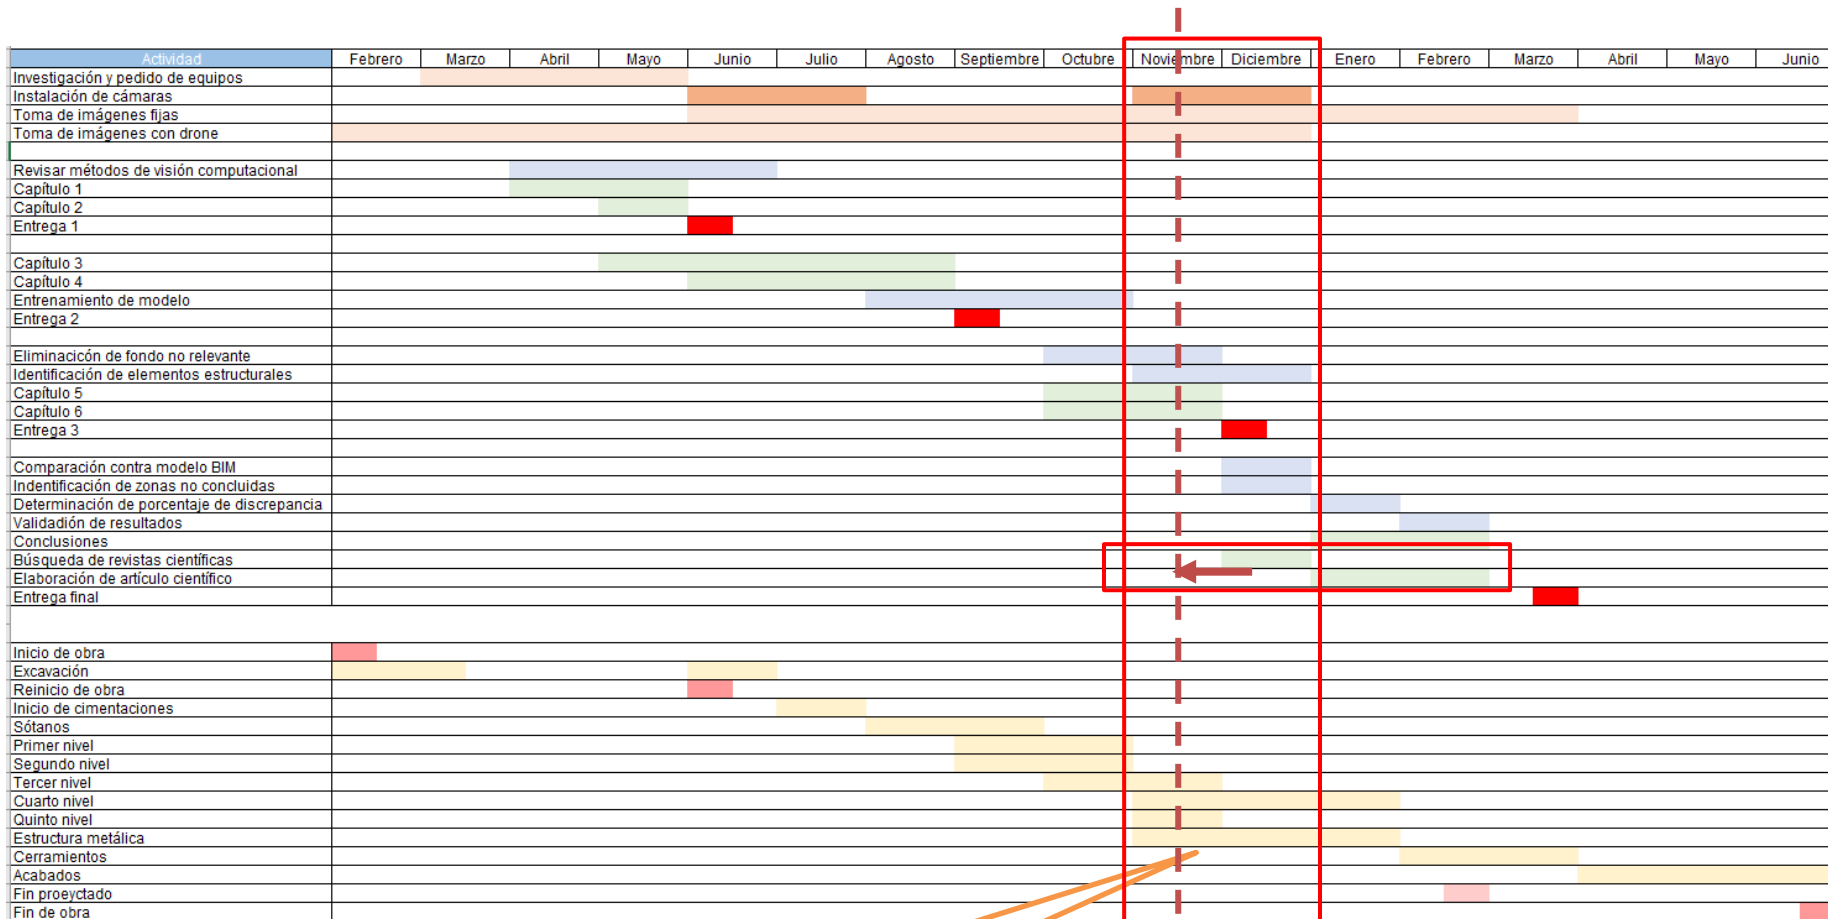 Actividad Febrero Marzo Abril Mayo Junio Julio Agosto Septiembre Octubre Noviembre Diciembre Enero Febrero Marzo Abril Mayo Junio
Investigación y pedido de equipos
Instalación de cámaras
Toma de imágenes fijas
Toma de imágenes con drone
Revisar métodos de visión computacional
Capítulo 1
Capítulo 2
Entrega 1
Capítulo 3
Capítulo 4
Entrenamiento de modelo
Entrega 2
Eliminacicón de fondo no relevante
Identificación de elementos estructurales
Capítulo 5
Capítulo 6
Entrega 3
Comparación contra modelo BIM
Indentificación de zonas no concluidas
Determinación de porcentaje de discrepancia
Validadión de resultados
Conclusiones
Búsqueda de revistas científicas
Elaboración de artículo científico
Entrega final
Inicio de obra
Excavación
Reinicio de obra
Inicio de cimentaciones
Sótanos
Primer nivel
Segundo nivel
Tercer nivel
Cuarto nivel
Quinto nivel
Estructura metálica
Cerramientos
Acabados
Fin proeyctado
Fin de obra